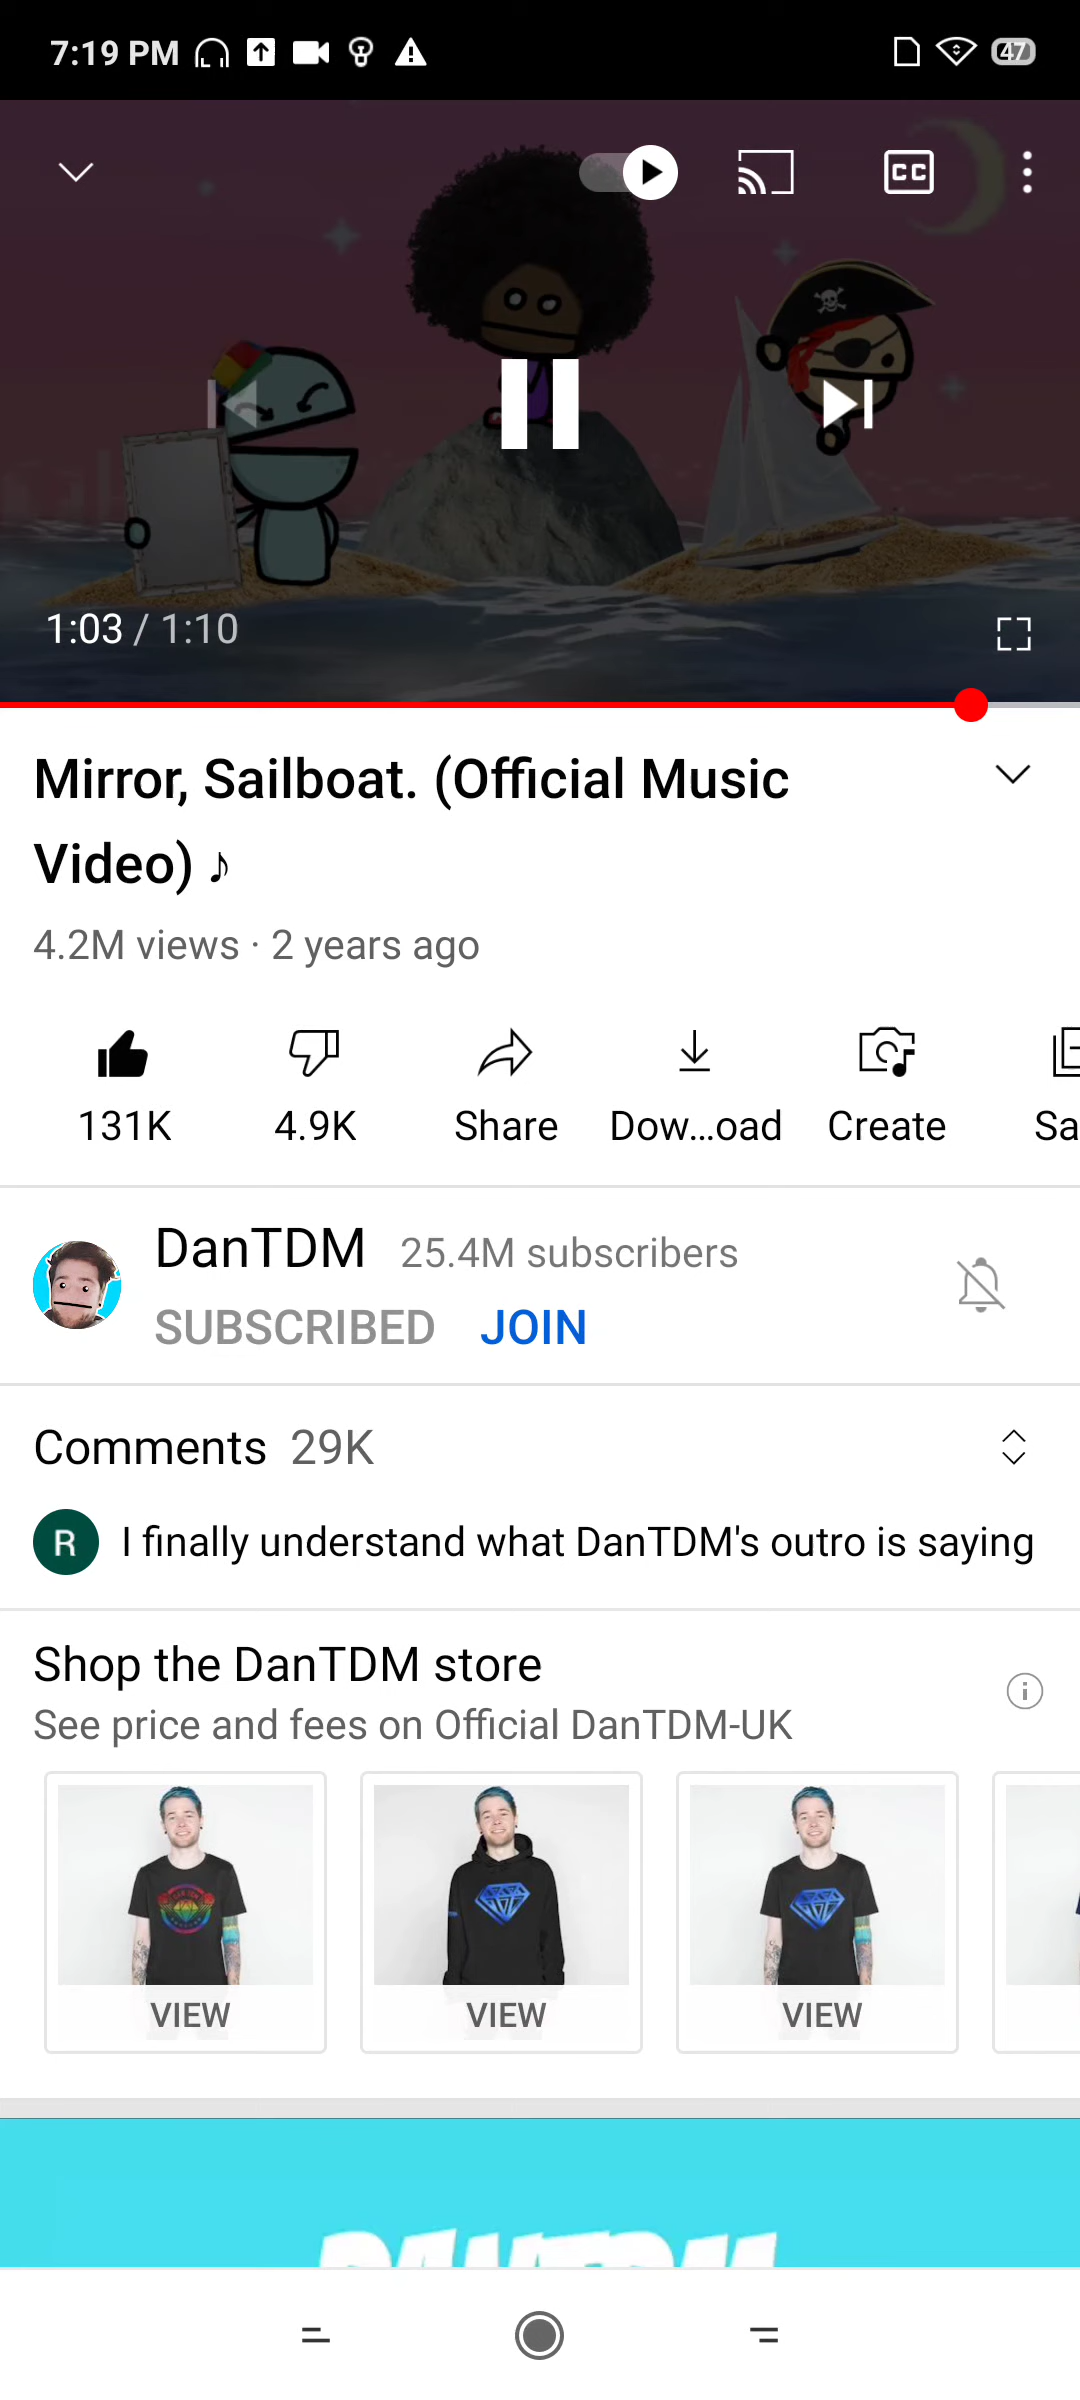 7:19 PM
47
CC
1:03 / 1:10
Mirror, Sailboat. (Official Music
Video) ♪
4.2M views · 2 years ago
131K
4.9K
Share
Dow...oad
Create
Sa
DanTDM 25.4M subscribers
SUBSCRIBED JOIN
Comments 29K
R I finally understand what DanTDM's outro is saying
Shop the DanTDM store
See price and fees on Official DanTDM-UK
VIEW
VIEW
VIEW
DANTDM